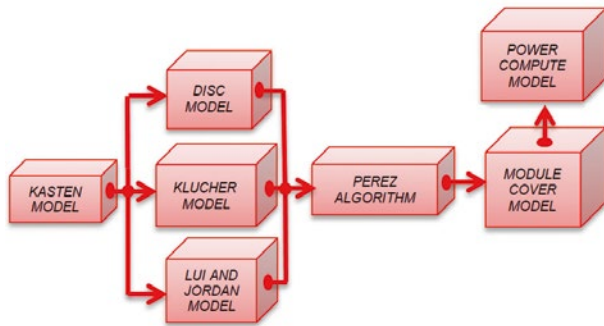 KASTEN
MODEL
DISC
MODEL
KLUCHER
MODEL
LUI AND
JORDAN
MODEL
PEREZ
ALGORITHM
MODULE
COVER
MODEL
POWER
COMPUTE
MODEL